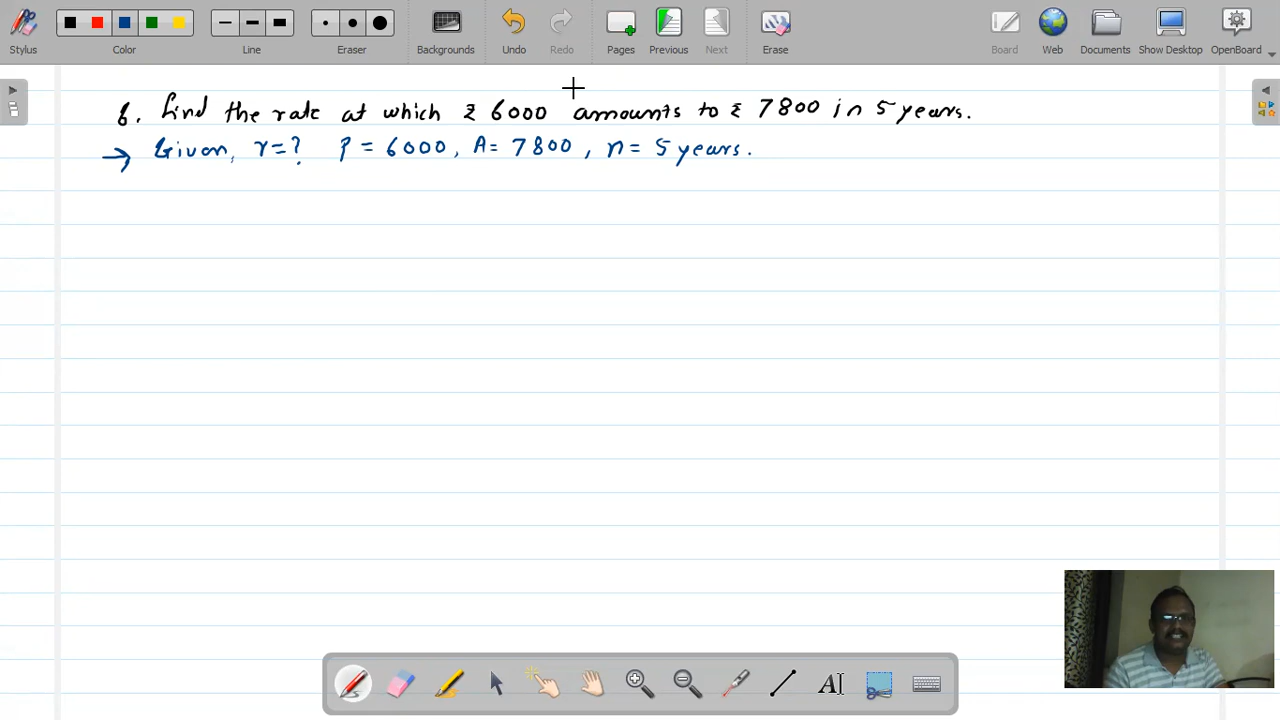 Stylus Color Line Eraser Backgrounds Undo Redo Pages Previous Next Erase Board Web Documents Show Desktop OpenBoard
6. find the rate at which ₹ 6000 amounts to ₹ 7800 in 5 years.
→ Given, r=? P = 6000, A= 7800, n= 5 years.